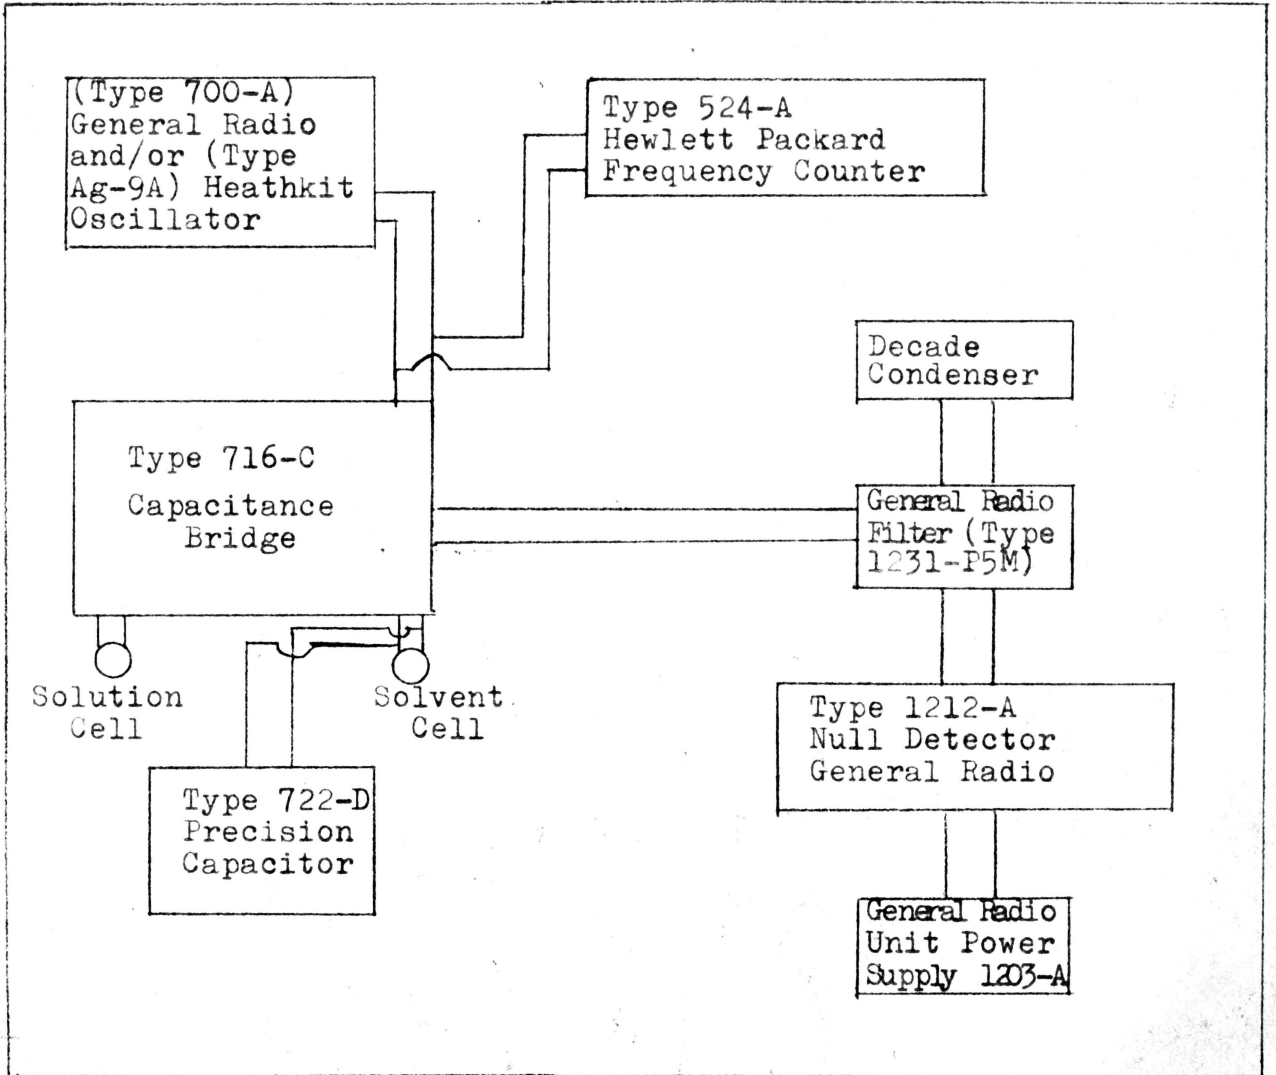 (Type 700-A)
General Radio
and/or (Type
Ag-9A) Heathkit
Oscillator
Type 524-A
Hewlett Packard
Frequency Counter
Decade
Condenser
Type 716-C
Capacitance
Bridge
General Radio
Filter (Type
1231-P5M)
Solution
Cell
Solvent
Cell
Type 1212-A
Null Detector
General Radio
Type 722-D
Precision
Capacitor
General Radio
Unit Power
Supply 1203-A